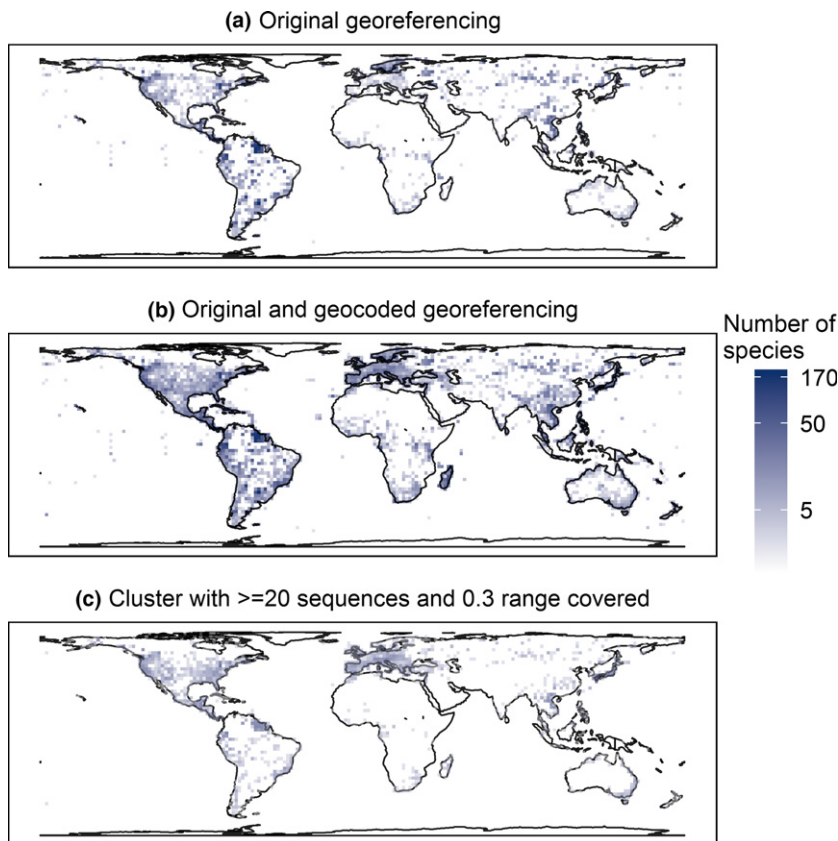 (a) Original georeferencing
(b) Original and geocoded georeferencing
Number of
species
170
50
5
(c) Cluster with >=20 sequences and 0.3 range covered